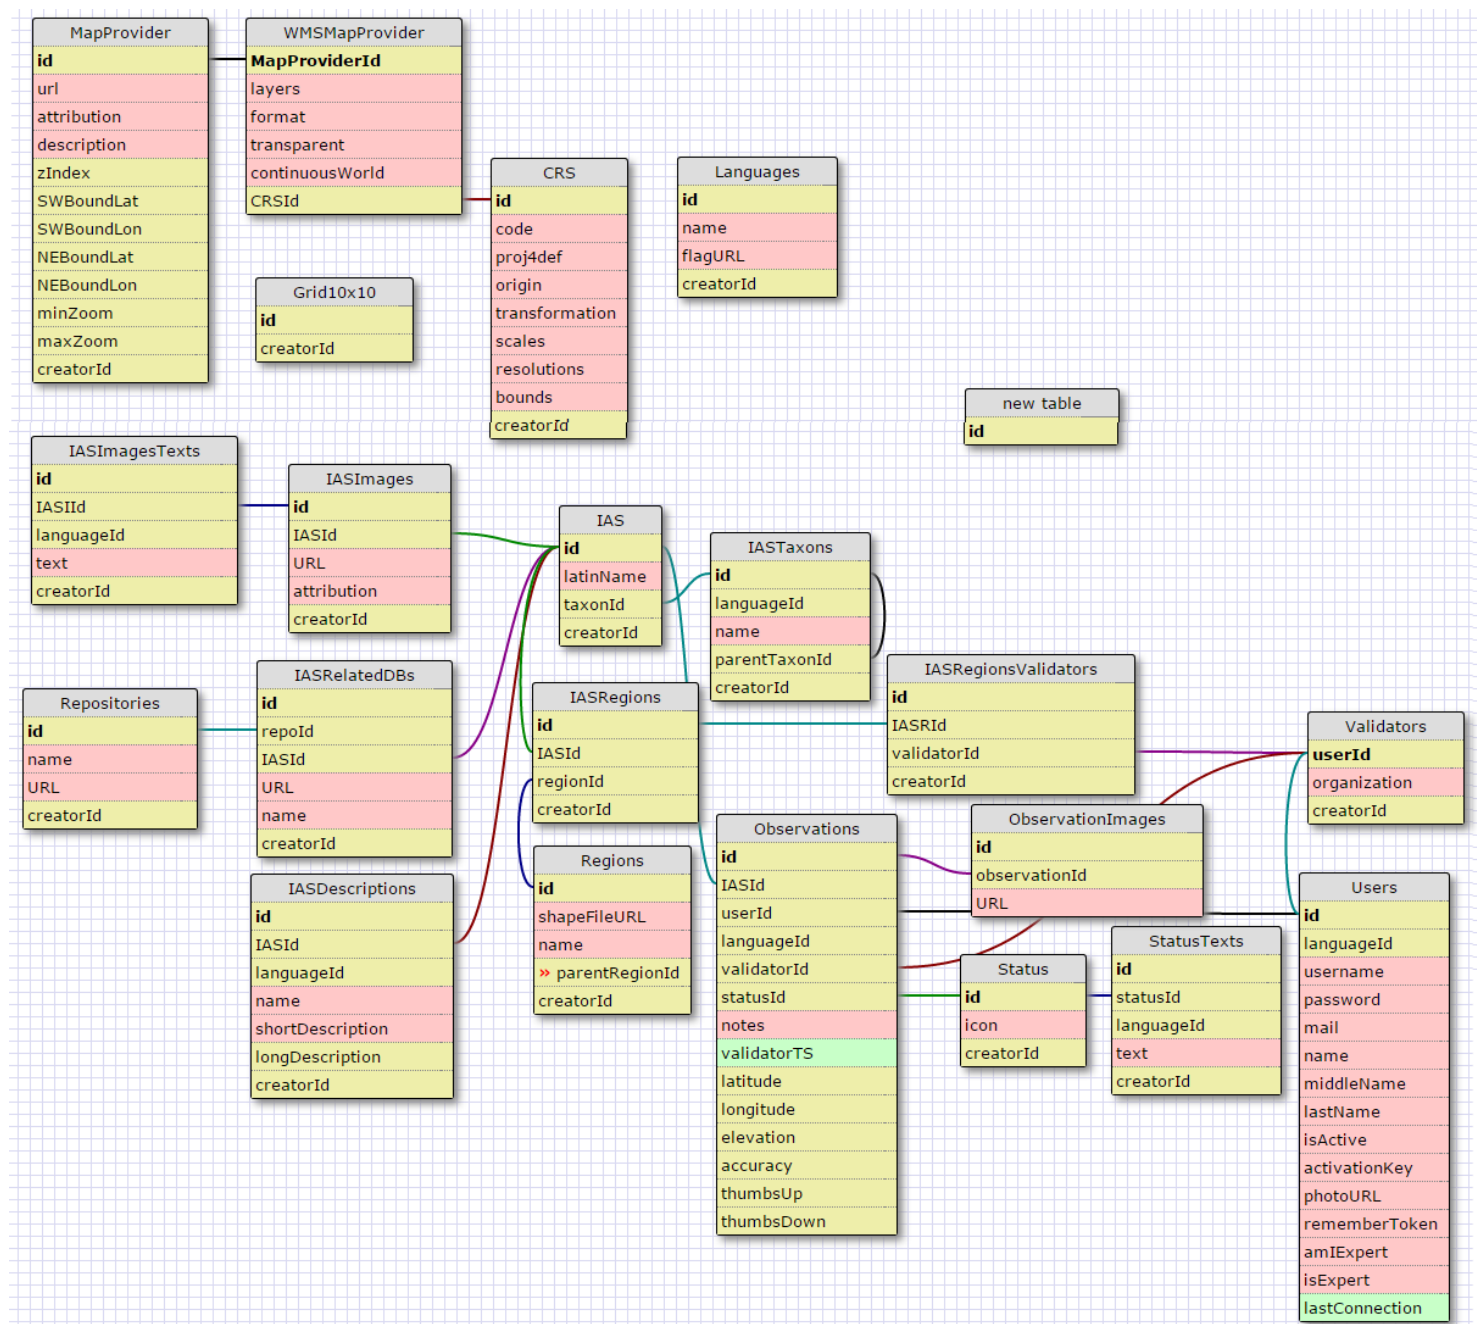 MapProvider
id
url
attribution
description
zIndex
SWBoundLat
SWBoundLon
NEBoundLat
NEBoundLon
minZoom
maxZoom
creatorId
WMSMapProvider
MapProviderId
layers
format
transparent
continuousWorld
CRSId
CRS
id
code
proj4def
origin
transformation
scales
resolutions
bounds
creatorId
Languages
id
name
flagURL
creatorId
Grid10x10
id
creatorId
new table
id
IASImagesTexts
id
IASIId
languageId
text
creatorId
IASImages
id
IASId
URL
attribution
creatorId
IAS
id
latinName
taxonId
creatorId
IASTaxons
id
languageId
name
parentTaxonId
creatorId
Repositories
id
name
URL
creatorId
IASRelatedDBs
id
repoId
IASId
URL
name
creatorId
IASRegions
id
IASId
regionId
creatorId
IASRegionsValidators
id
IASRId
validatorId
creatorId
Validators
userId
organization
creatorId
IASDescriptions
id
IASId
languageId
name
shortDescription
longDescription
creatorId
Regions
id
shapeFileURL
name
» parentRegionId
creatorId
Observations
id
IASId
userId
languageId
validatorId
statusId
notes
validatorTS
latitude
longitude
elevation
accuracy
thumbsUp
thumbsDown
ObservationImages
id
observationId
URL
Status
id
icon
creatorId
StatusTexts
id
statusId
languageId
text
creatorId
Users
id
languageId
username
password
mail
name
middleName
lastName
isActive
activationKey
photoURL
rememberToken
amIExpert
isExpert
lastConnection